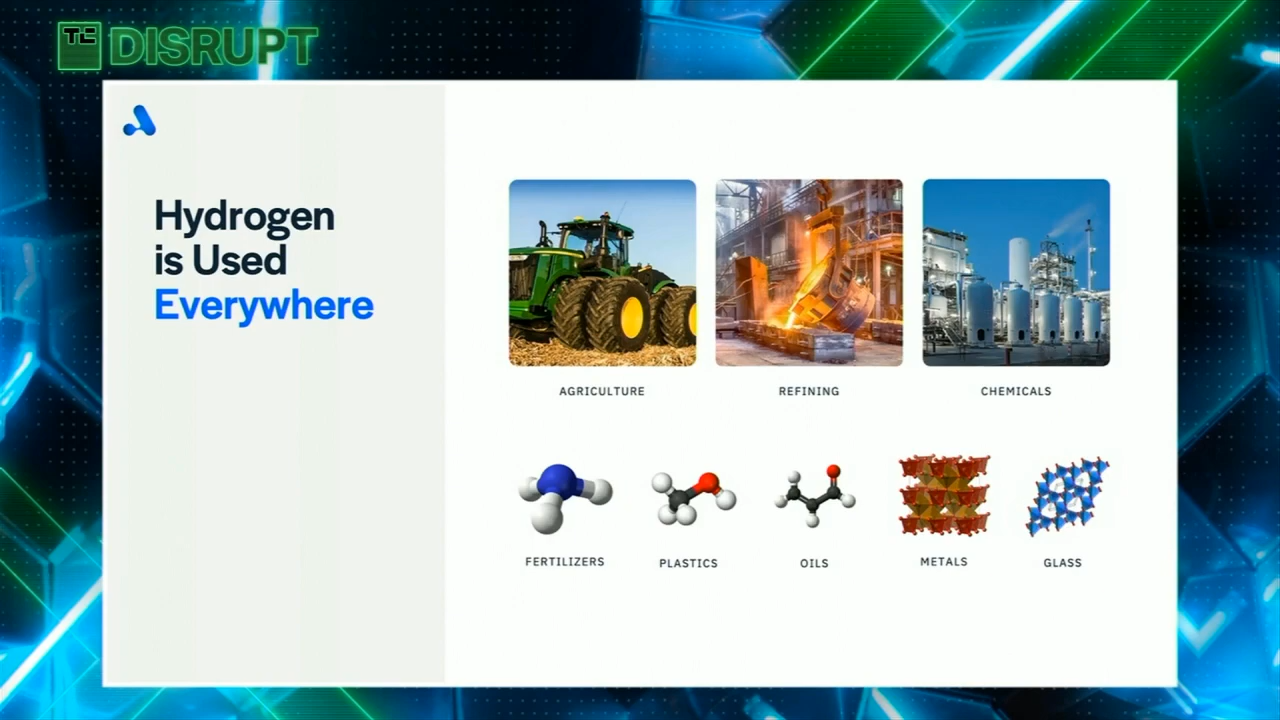 TC DISRUPT
Hydrogen
is Used
Everywhere
AGRICULTURE
REFINING
CHEMICALS
FERTILIZERS
PLASTICS
OILS
METALS
GLASS